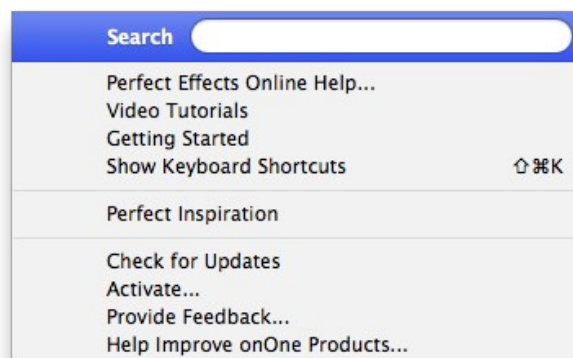 Search
Perfect Effects Online Help...
Video Tutorials
Getting Started
Show Keyboard Shortcuts ⇧⌘K
Perfect Inspiration
Check for Updates
Activate...
Provide Feedback...
Help Improve onOne Products...